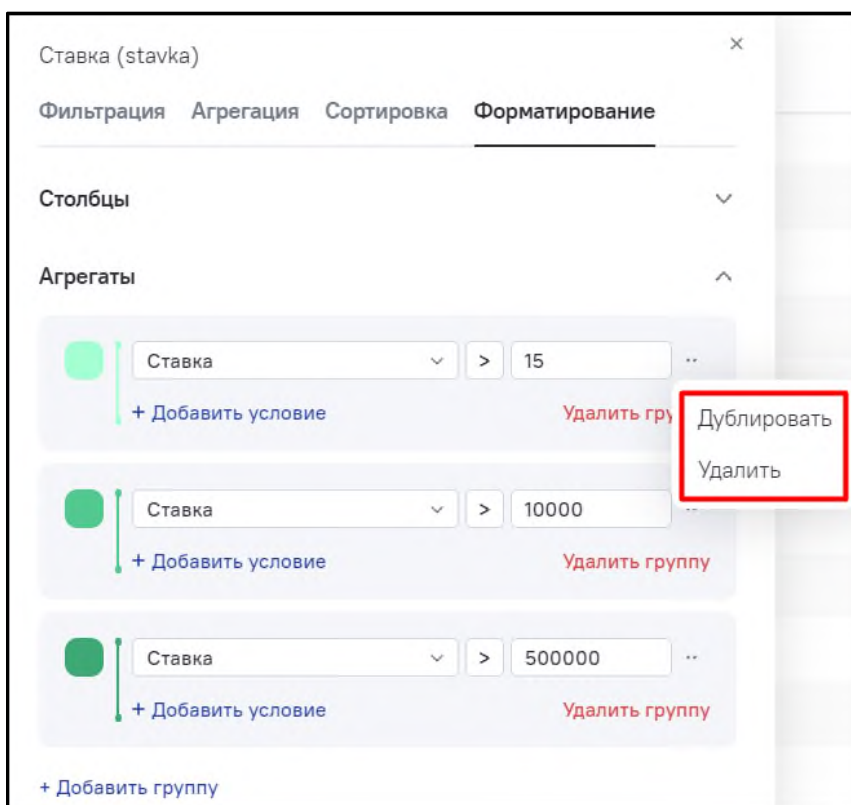 Ставка (stavka)
Фильтрация Агрегация Сортировка Форматирование
Столбцы
Агрегаты
Ставка > 15
+ Добавить условие Удалить гру
Дублировать
Удалить
Ставка > 10000
+ Добавить условие Удалить группу
Ставка > 500000
+ Добавить условие Удалить группу
+ Добавить группу